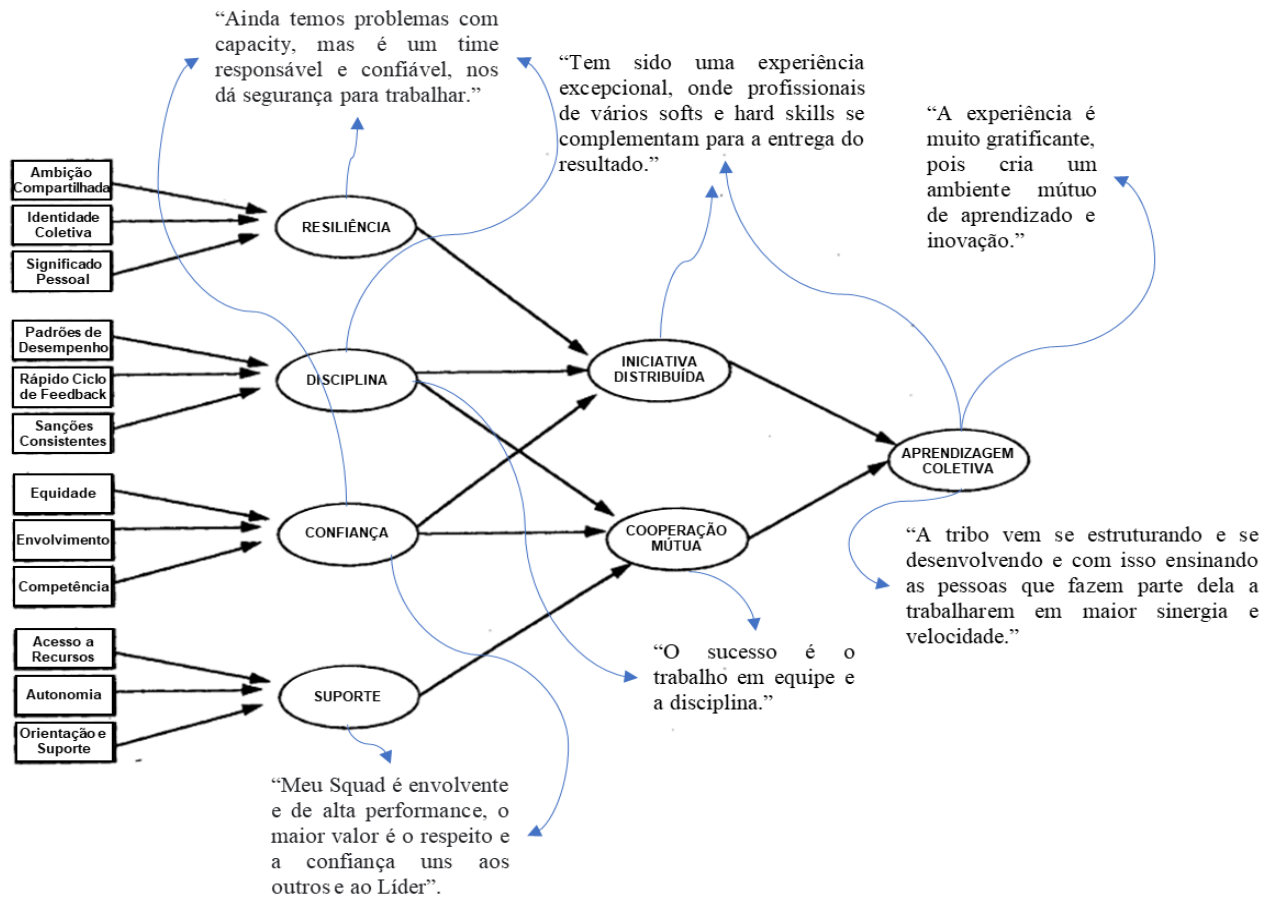 “Ainda temos problemas com
capacity, mas é um time
responsável e confiável, nos
dá segurança para trabalhar.”
“Tem sido uma experiência
excepcional, onde profissionais
de vários softs e hard skills se
complementam para a entrega do
resultado.”
“A experiência é
muito gratificante,
pois cria um
ambiente mútuo
de aprendizado e
inovação.”
Ambição
Compartilhada
Identidade
Coletiva
Significado
Pessoal
RESILIÊNCIA
Padrões de
Desempenho
Rápido Ciclo
de Feedback
Sanções
Consistentes
DISCIPLINA
INICIATIVA
DISTRIBUÍDA
APRENDIZAGEM
COLETIVA
Equidade
Envolvimento
Competência
CONFIANÇA
COOPERAÇÃO
MÚTUA
“A tribo vem se estruturando e se
desenvolvendo e com isso ensinando
as pessoas que fazem parte dela a
trabalharem em maior sinergia e
velocidade.”
Acesso a
Recursos
Autonomia
Orientação e
Suporte
SUPORTE
“O sucesso é o
trabalho em equipe e
a disciplina.”
“Meu Squad é envolvente
e de alta performance, o
maior valor é o respeito e
a confiança uns aos
outros e ao Líder”.